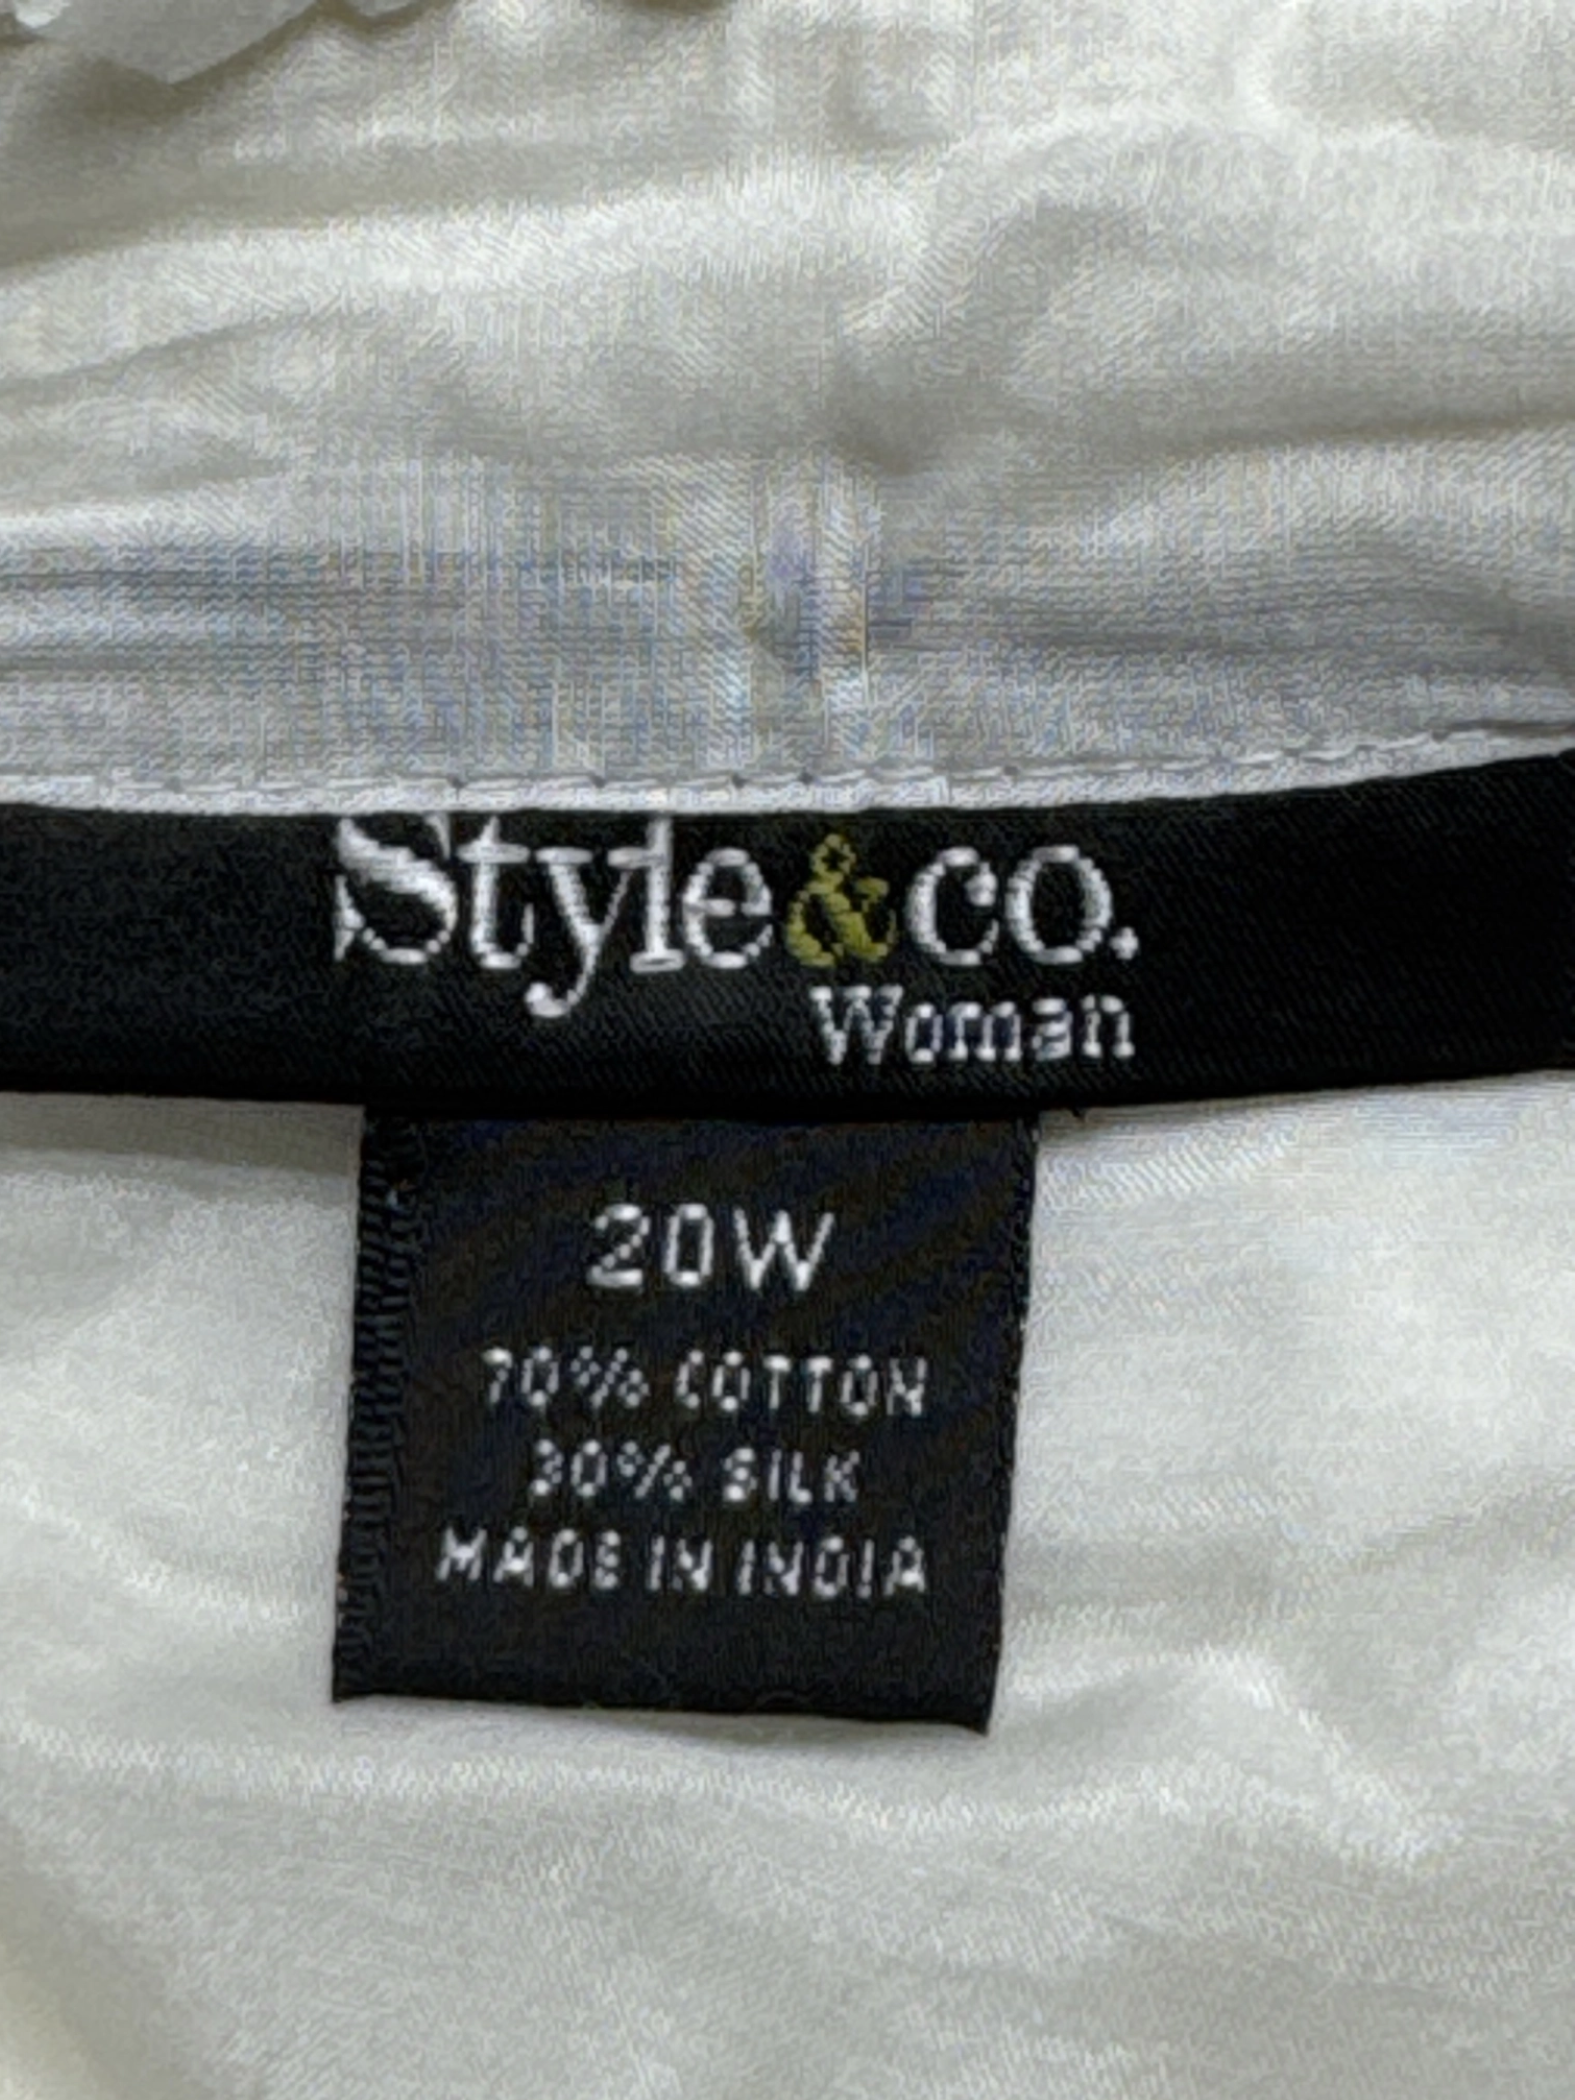 Style&co.
Woman
20W
70% COTTON
30% SILK
MADE IN INDIA